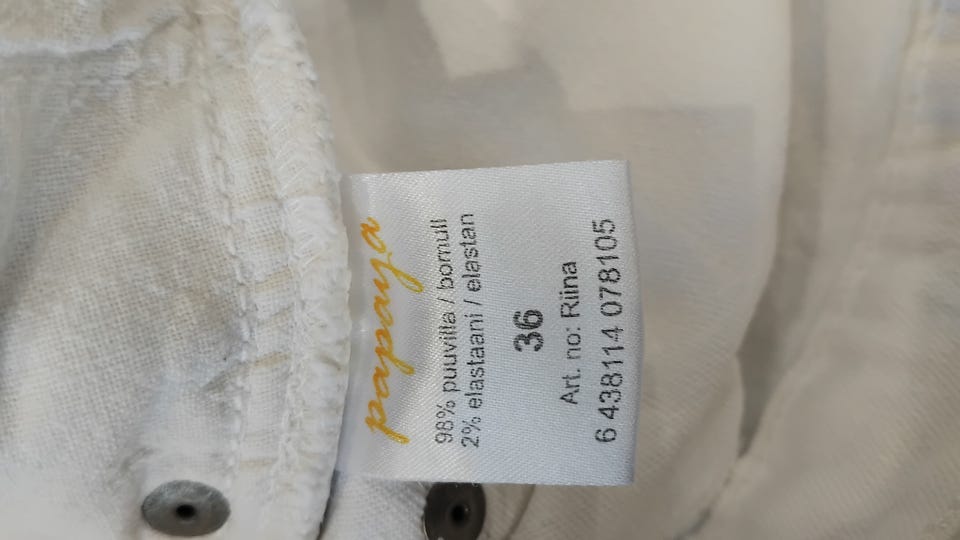 papaya
98% puuvilla / bomull
2% elastaani / elastan
36
Art. no: Riina
6 438114 078105